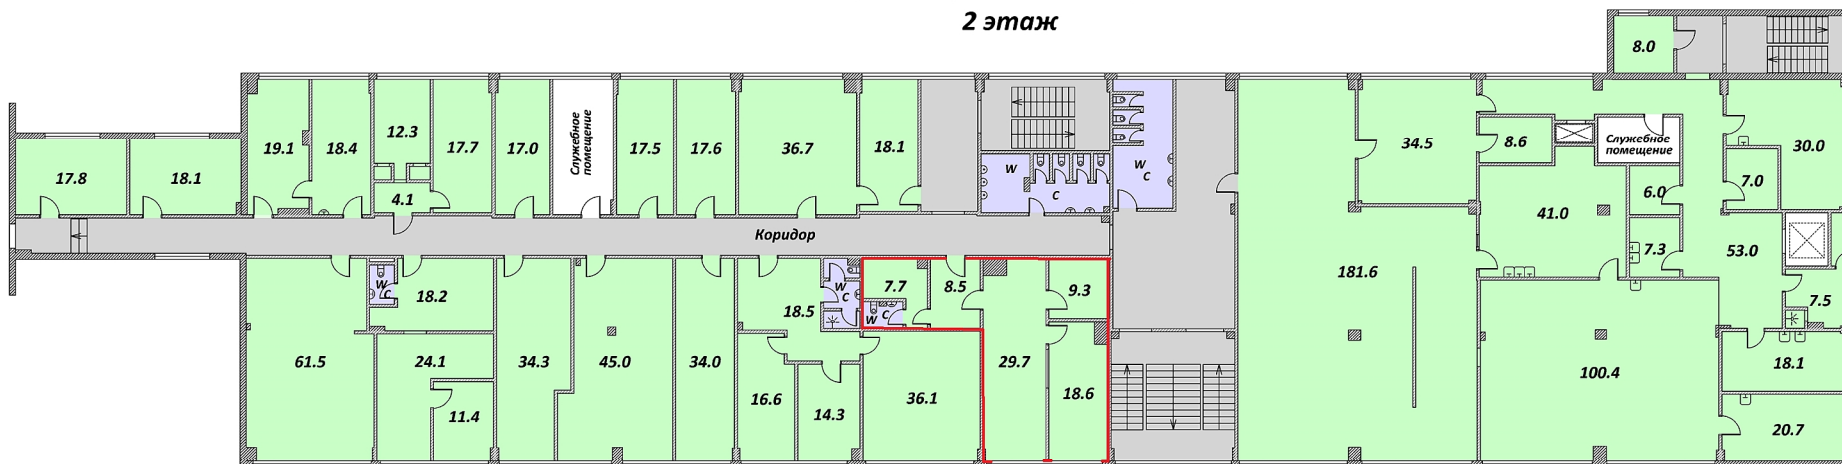 2 этаж
8.0
19.1
18.4
12.3
17.7
17.0
Служебное
помещение
17.5
17.6
36.7
18.1
34.5
8.6
Служебное
помещение
30.0
17.8
18.1
4.1
W
C
W
C
41.0
6.0
7.0
Коридор
7.3
53.0
181.6
W
C
18.2
18.5
W
C
7.7
W
C
8.5
9.3
7.5
61.5
24.1
34.3
45.0
34.0
29.7
100.4
18.1
11.4
16.6
14.3
36.1
18.6
20.7